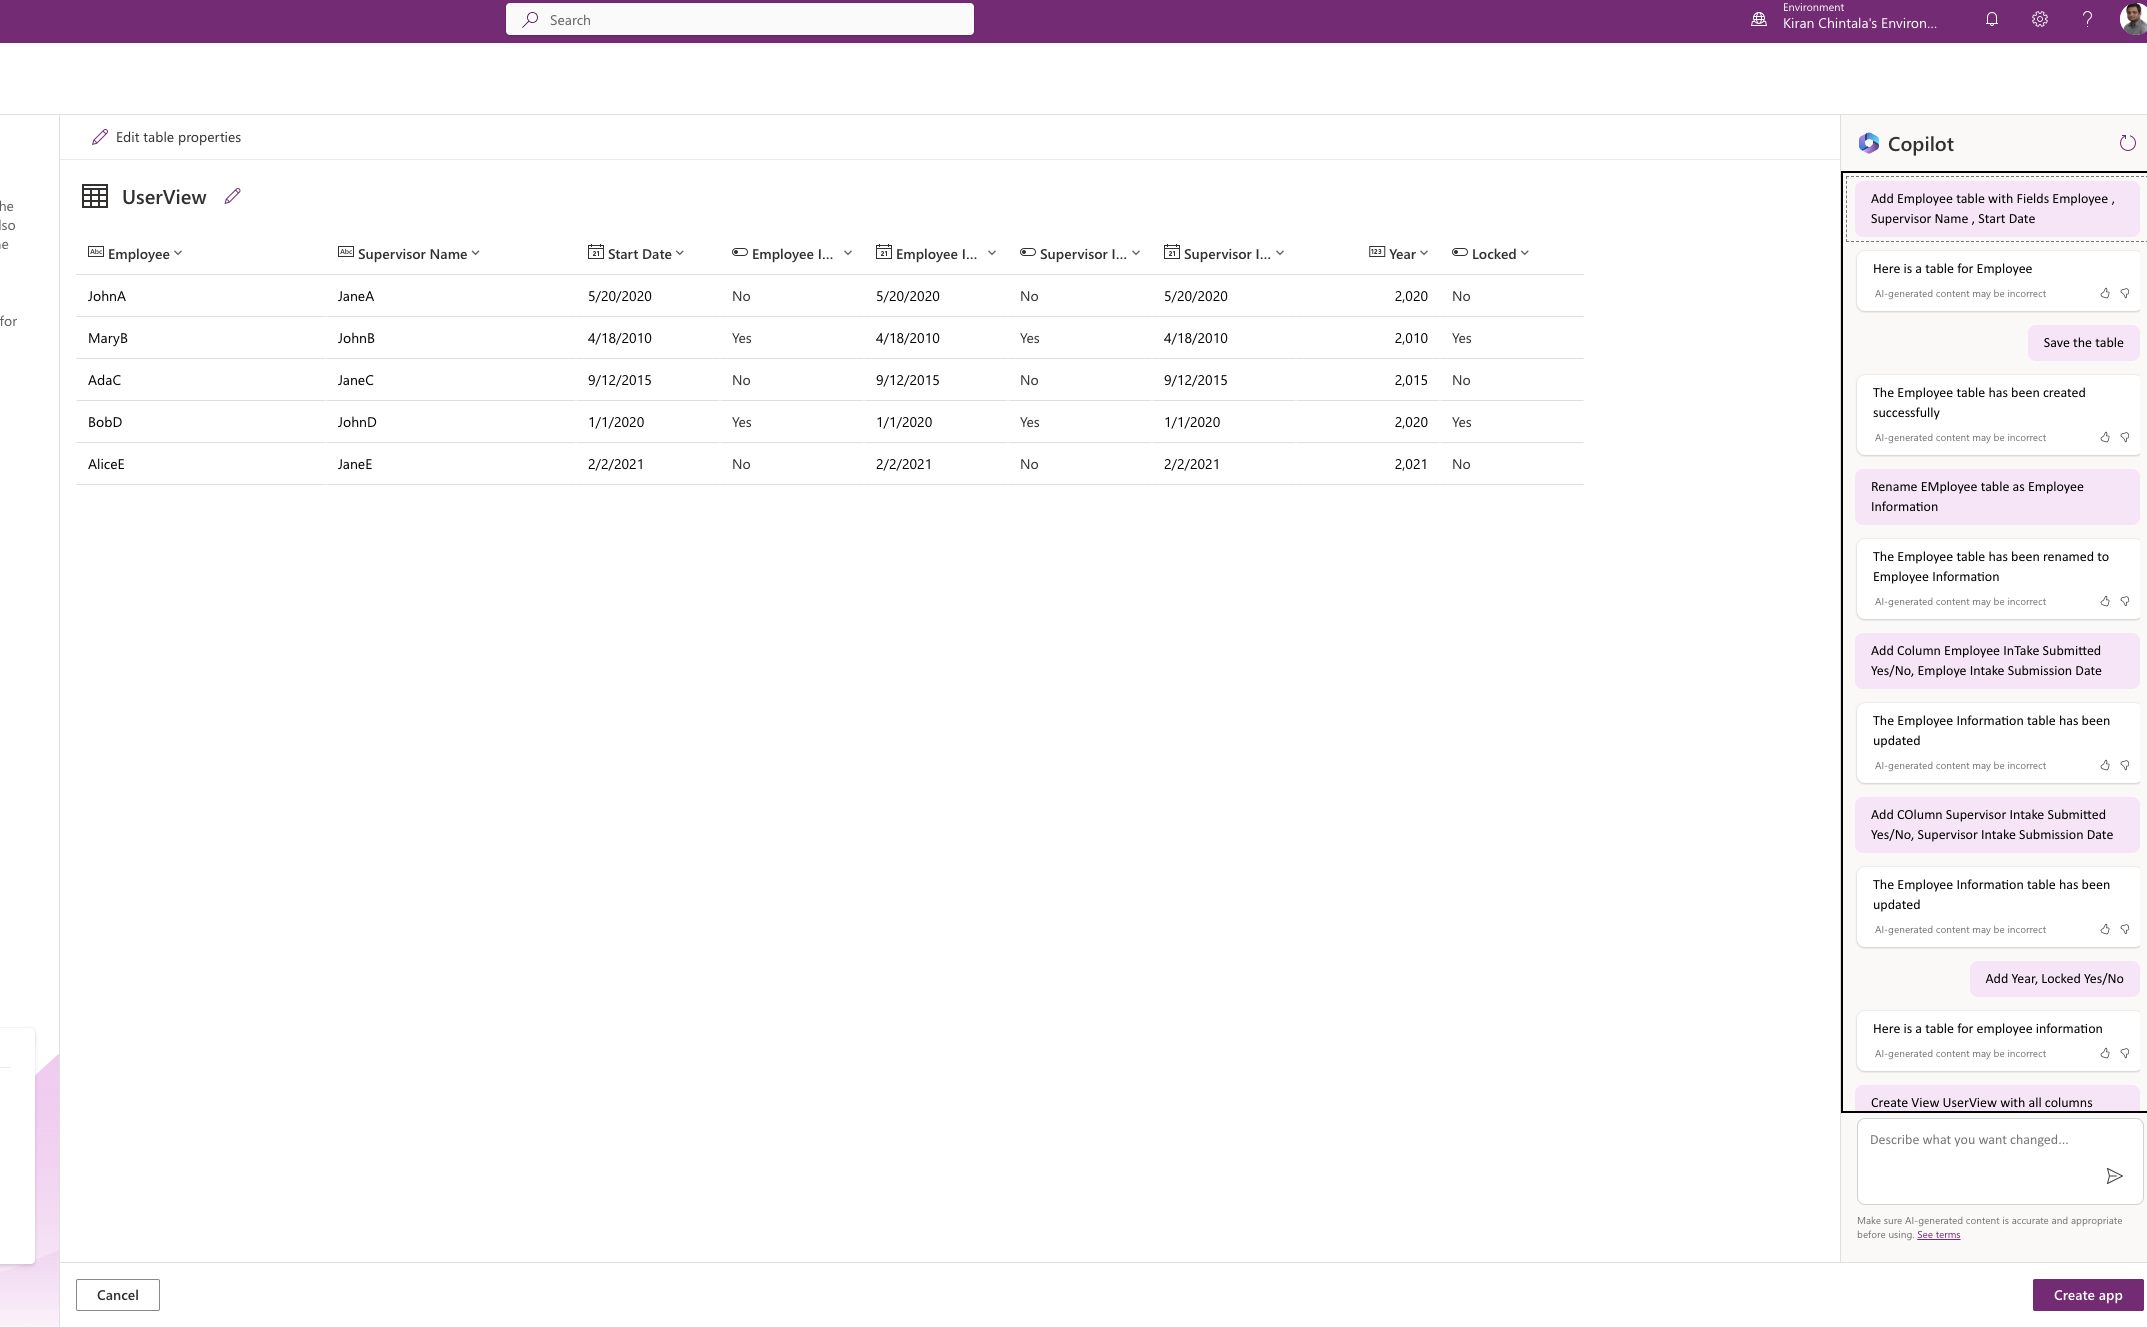 Search
Environment
Kiran Chintala's Environ...
he
lso
e
for
Edit table properties
UserView
Employee Supervisor Name Start Date Employee I... Employee I... Supervisor I... Supervisor I... Year Locked
JohnA JaneA 5/20/2020 No 5/20/2020 No 5/20/2020 2,020 No
MaryB JohnB 4/18/2010 Yes 4/18/2010 Yes 4/18/2010 2,010 Yes
AdaC JaneC 9/12/2015 No 9/12/2015 No 9/12/2015 2,015 No
BobD JohnD 1/1/2020 Yes 1/1/2020 Yes 1/1/2020 2,020 Yes
AliceE JaneE 2/2/2021 No 2/2/2021 No 2/2/2021 2,021 No
Copilot
Add Employee table with Fields Employee ,
Supervisor Name , Start Date
Here is a table for Employee
AI-generated content may be incorrect
Save the table
The Employee table has been created
successfully
AI-generated content may be incorrect
Rename EMployee table as Employee
Information
The Employee table has been renamed to
Employee Information
AI-generated content may be incorrect
Add Column Employee InTake Submitted
Yes/No, Employe Intake Submission Date
The Employee Information table has been
updated
AI-generated content may be incorrect
Add COlumn Supervisor Intake Submitted
Yes/No, Supervisor Intake Submission Date
The Employee Information table has been
updated
AI-generated content may be incorrect
Add Year, Locked Yes/No
Here is a table for employee information
AI-generated content may be incorrect
Create View UserView with all columns
Describe what you want changed...
Make sure AI-generated content is accurate and appropriate
before using. See terms
Cancel
Create app